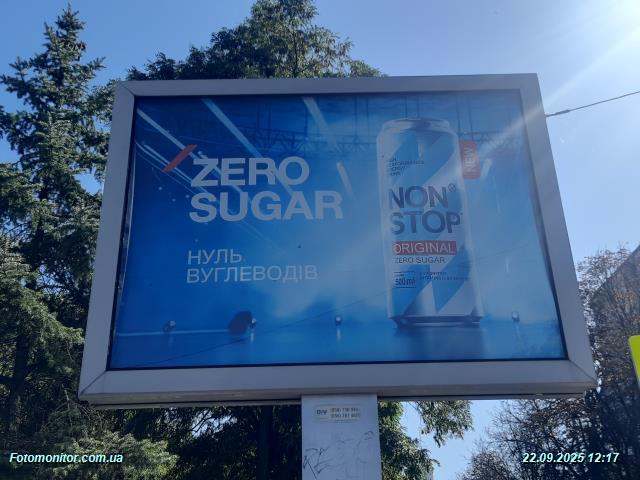 ZERO
SUGAR
НУЛЬ
ВУГЛЕВОДІВ
NEW
NON®
STOP
ORIGINAL
ZERO SUGAR
500 ml
Fotomonitor.com.ua
22.09.2025 12:17